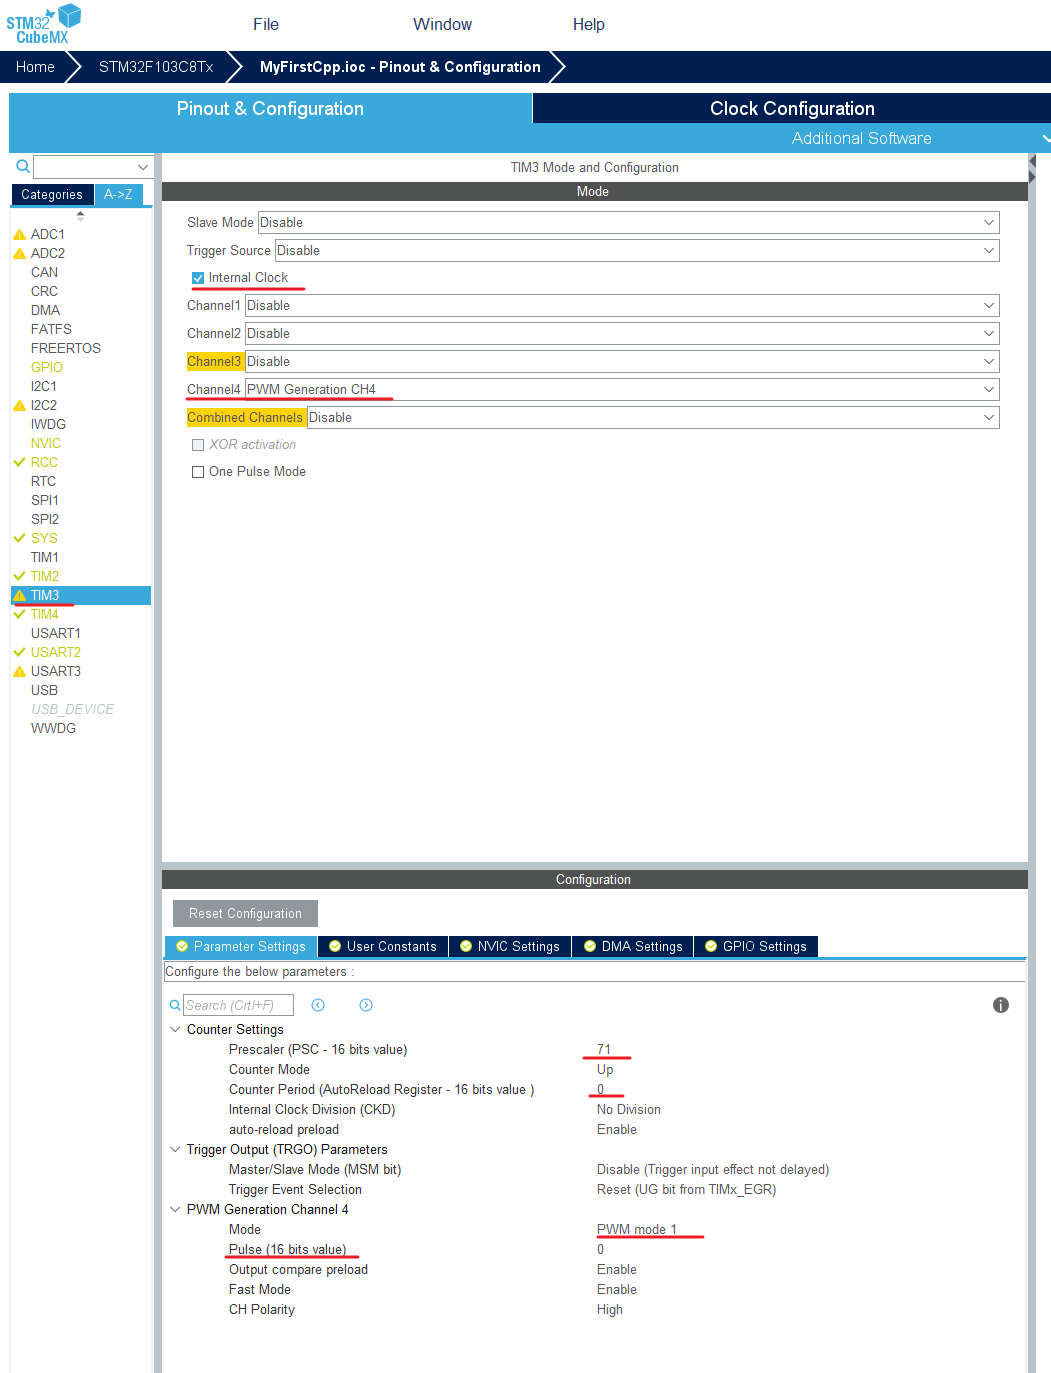 STM32
CubeMX
File
Window
Help
Home
STM32F103C8Tx
MyFirstCpp.ioc - Pinout & Configuration
Pinout & Configuration
Clock Configuration
Additional Software
Categories
A->Z
ADC1
ADC2
CAN
CRC
DMA
FATFS
FREERTOS
GPIO
I2C1
I2C2
IWDG
NVIC
RCC
RTC
SPI1
SPI2
SYS
TIM1
TIM2
TIM3
TIM4
USART1
USART2
USART3
USB
USB_DEVICE
WWDG
TIM3 Mode and Configuration
Mode
Slave Mode Disable
Trigger Source Disable
Internal Clock
Channel1 Disable
Channel2 Disable
Channel3 Disable
Channel4 PWM Generation CH4
Combined Channels Disable
XOR activation
One Pulse Mode
Configuration
Reset Configuration
Parameter Settings
User Constants
NVIC Settings
DMA Settings
GPIO Settings
Configure the below parameters :
Search (CrtI+F)
Counter Settings
Prescaler (PSC - 16 bits value) 71
Counter Mode Up
Counter Period (AutoReload Register - 16 bits value ) 0
Internal Clock Division (CKD) No Division
auto-reload preload Enable
Trigger Output (TRGO) Parameters
Master/Slave Mode (MSM bit) Disable (Trigger input effect not delayed)
Trigger Event Selection Reset (UG bit from TIMx_EGR)
PWM Generation Channel 4
Mode PWM mode 1
Pulse (16 bits value) 0
Output compare preload Enable
Fast Mode Enable
CH Polarity High